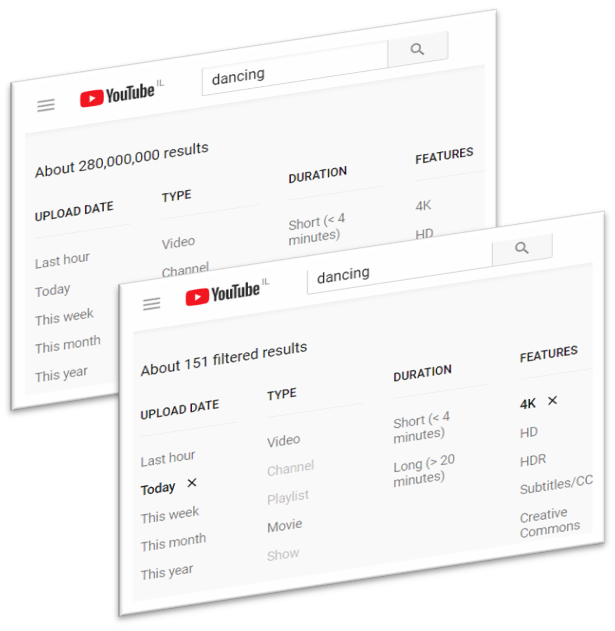 YouTube IL
dancing
About 280,000,000 results
UPLOAD DATE
Last hour
Today
This week
This month
This year
TYPE
Video
Channel
DURATION
Short (< 4
minutes)
FEATURES
4K
HD
YouTube IL
dancing
About 151 filtered results
UPLOAD DATE
Last hour
Today ×
This week
This month
This year
TYPE
Video
Channel
Playlist
Movie
Show
DURATION
Short (< 4
minutes)
Long (> 20
minutes)
FEATURES
4K ×
HD
HDR
Subtitles/CC
Creative
Commons